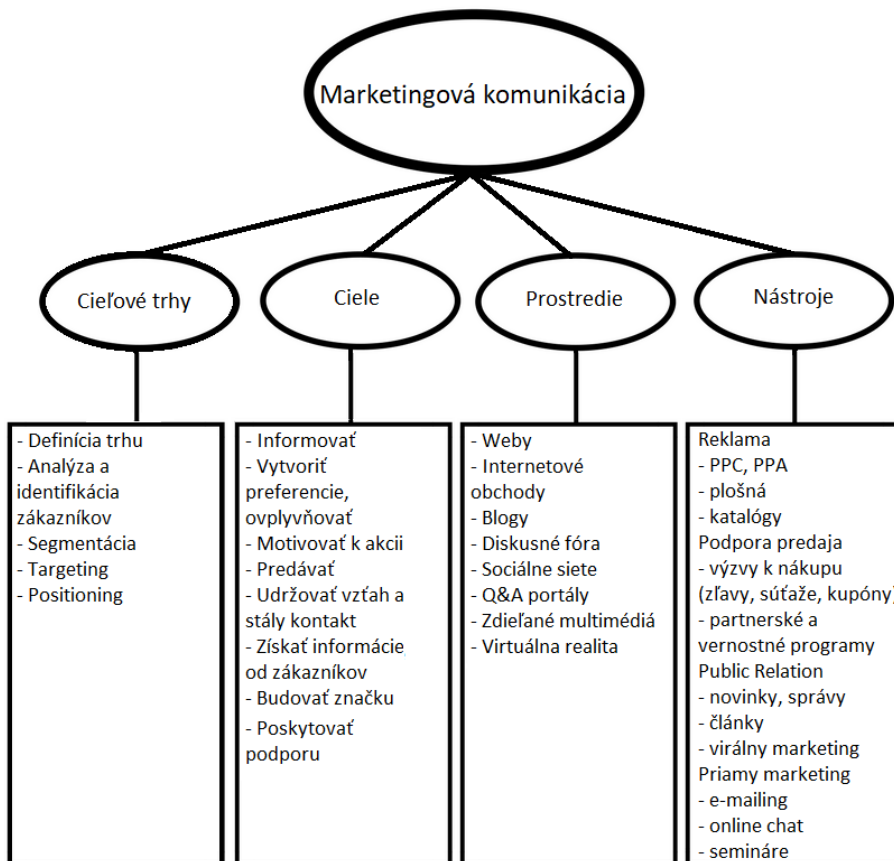 Marketingová komunikácia
Cieľové trhy
Ciele
Prostredie
Nástroje
- Definícia trhu
- Analýza a
identifikácia
zákazníkov
- Segmentácia
- Targeting
- Positioning
- Informovať
- Vytvoriť
preferencie,
ovplyvňovať
- Motivovať k akcii
- Predávať
- Udržovať vzťah a
stály kontakt
- Získať informácie
od zákazníkov
- Budovať značku
- Poskytovať
podporu
- Weby
- Internetové
obchody
- Blogy
- Diskusné fóra
- Sociálne siete
- Q&A portály
- Zdieľané multimédiá
- Virtuálna realita
Reklama
- PPC, PPA
- plošná
- katalógy
Podpora predaja
- výzvy k nákupu
(zľavy, súťaže, kupóny)
- partnerské a
vernostné programy
Public Relation
- novinky, správy
- články
- virálny marketing
Priamy marketing
- e-mailing
- online chat
- semináre